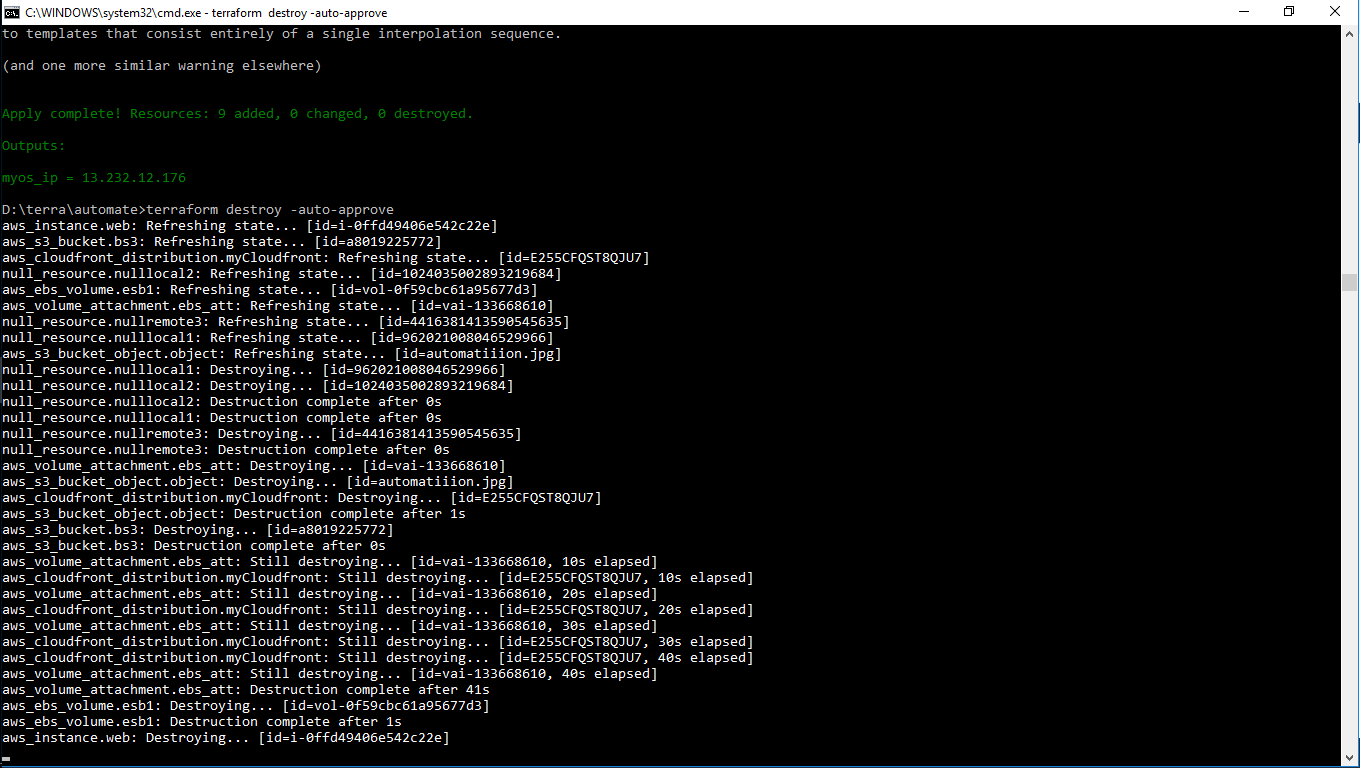 C:\WINDOWS\system32\cmd.exe - terraform  destroy -auto-approve
to templates that consist entirely of a single interpolation sequence.
(and one more similar warning elsewhere)
Apply complete! Resources: 9 added, 0 changed, 0 destroyed.
Outputs:
myos_ip = 13.232.12.176
D:\terra\automate>terraform destroy -auto-approve
aws_instance.web: Refreshing state... [id=i-0ffd49406e542c22e]
aws_s3_bucket.bs3: Refreshing state... [id=a8019225772]
aws_cloudfront_distribution.myCloudfront: Refreshing state... [id=E255CFQST8QJU7]
null_resource.nulllocal2: Refreshing state... [id=1024035002893219684]
aws_ebs_volume.esb1: Refreshing state... [id=vol-0f59cbc61a95677d3]
aws_volume_attachment.ebs_att: Refreshing state... [id=vai-133668610]
null_resource.nullremote3: Refreshing state... [id=4416381413590545635]
null_resource.nulllocal1: Refreshing state... [id=962021008046529966]
aws_s3_bucket_object.object: Refreshing state... [id=automatiiion.jpg]
null_resource.nulllocal1: Destroying... [id=962021008046529966]
null_resource.nulllocal2: Destroying... [id=1024035002893219684]
null_resource.nulllocal2: Destruction complete after 0s
null_resource.nulllocal1: Destruction complete after 0s
null_resource.nullremote3: Destroying... [id=4416381413590545635]
null_resource.nullremote3: Destruction complete after 0s
aws_volume_attachment.ebs_att: Destroying... [id=vai-133668610]
aws_s3_bucket_object.object: Destroying... [id=automatiiion.jpg]
aws_cloudfront_distribution.myCloudfront: Destroying... [id=E255CFQST8QJU7]
aws_s3_bucket_object.object: Destruction complete after 1s
aws_s3_bucket.bs3: Destroying... [id=a8019225772]
aws_s3_bucket.bs3: Destruction complete after 0s
aws_volume_attachment.ebs_att: Still destroying... [id=vai-133668610, 10s elapsed]
aws_cloudfront_distribution.myCloudfront: Still destroying... [id=E255CFQST8QJU7, 10s elapsed]
aws_volume_attachment.ebs_att: Still destroying... [id=vai-133668610, 20s elapsed]
aws_cloudfront_distribution.myCloudfront: Still destroying... [id=E255CFQST8QJU7, 20s elapsed]
aws_volume_attachment.ebs_att: Still destroying... [id=vai-133668610, 30s elapsed]
aws_cloudfront_distribution.myCloudfront: Still destroying... [id=E255CFQST8QJU7, 30s elapsed]
aws_cloudfront_distribution.myCloudfront: Still destroying... [id=E255CFQST8QJU7, 40s elapsed]
aws_volume_attachment.ebs_att: Still destroying... [id=vai-133668610, 40s elapsed]
aws_volume_attachment.ebs_att: Destruction complete after 41s
aws_ebs_volume.esb1: Destroying... [id=vol-0f59cbc61a95677d3]
aws_ebs_volume.esb1: Destruction complete after 1s
aws_instance.web: Destroying... [id=i-0ffd49406e542c22e]